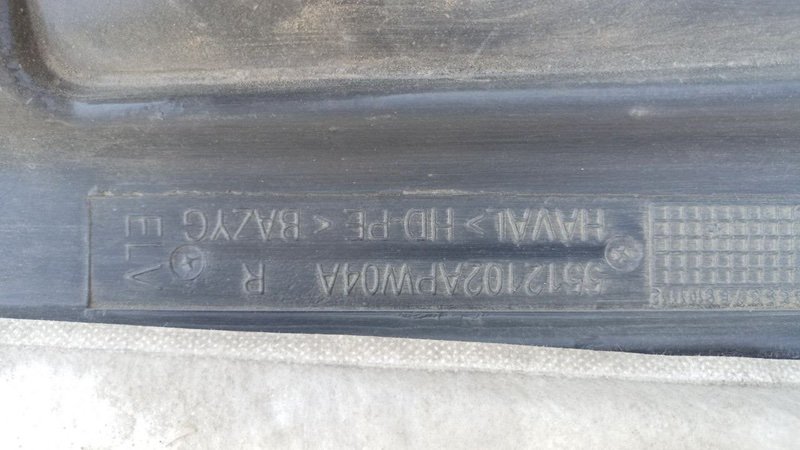 5512102APW04A R
HAVAL >HD-PE< BAZYG
ELV